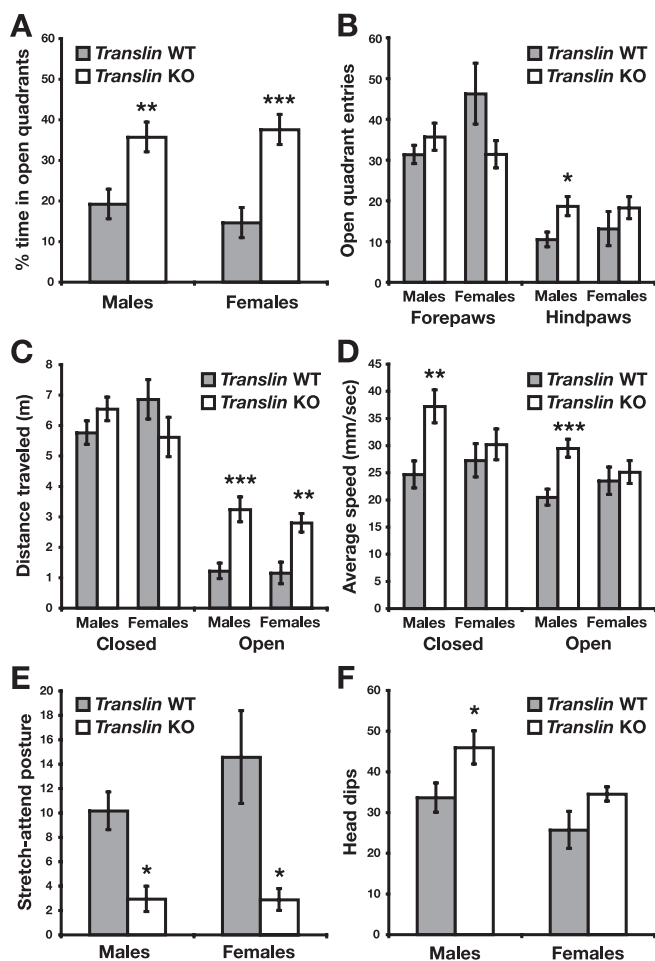 A
Translin WT
Translin KO
% time in open quadrants
60
50
40
30
20
10
0
**
***
Males
Females
B
Translin WT
Translin KO
Open quadrant entries
60
50
40
30
20
10
0
*
Males Females Males Females
Forepaws Hindpaws
C
Translin WT
Translin KO
Distance traveled (m)
8
7
6
5
4
3
2
1
0
***
**
Males Females Males Females
Closed Open
D
Translin WT
Translin KO
Average speed (mm/sec)
45
40
35
30
25
20
15
10
5
0
**
***
Males Females Males Females
Closed Open
E
Translin WT
Translin KO
Stretch-attend posture
20
18
16
14
12
10
8
6
4
2
0
*
*
Males Females
F
Translin WT
Translin KO
Head dips
60
50
40
30
20
10
0
*
Males Females